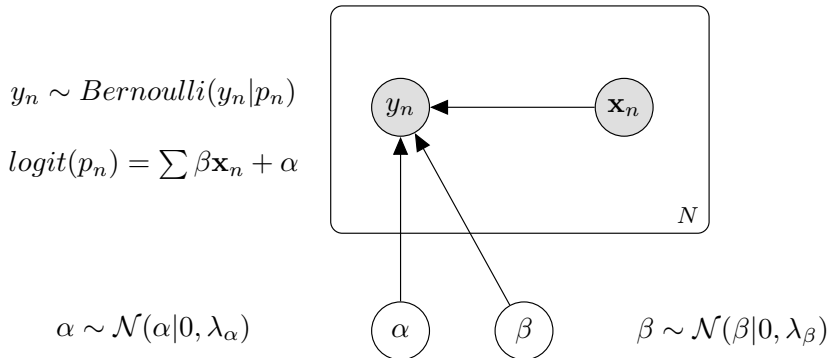 y_n ∼ Bernoulli(y_n|p_n)
y_n
𝐱_n
logit(p_n) = ∑ β𝐱_n + α
N
α ∼ 𝒩(α|0, λ_α)
α
β
β ∼ 𝒩(β|0, λ_β)